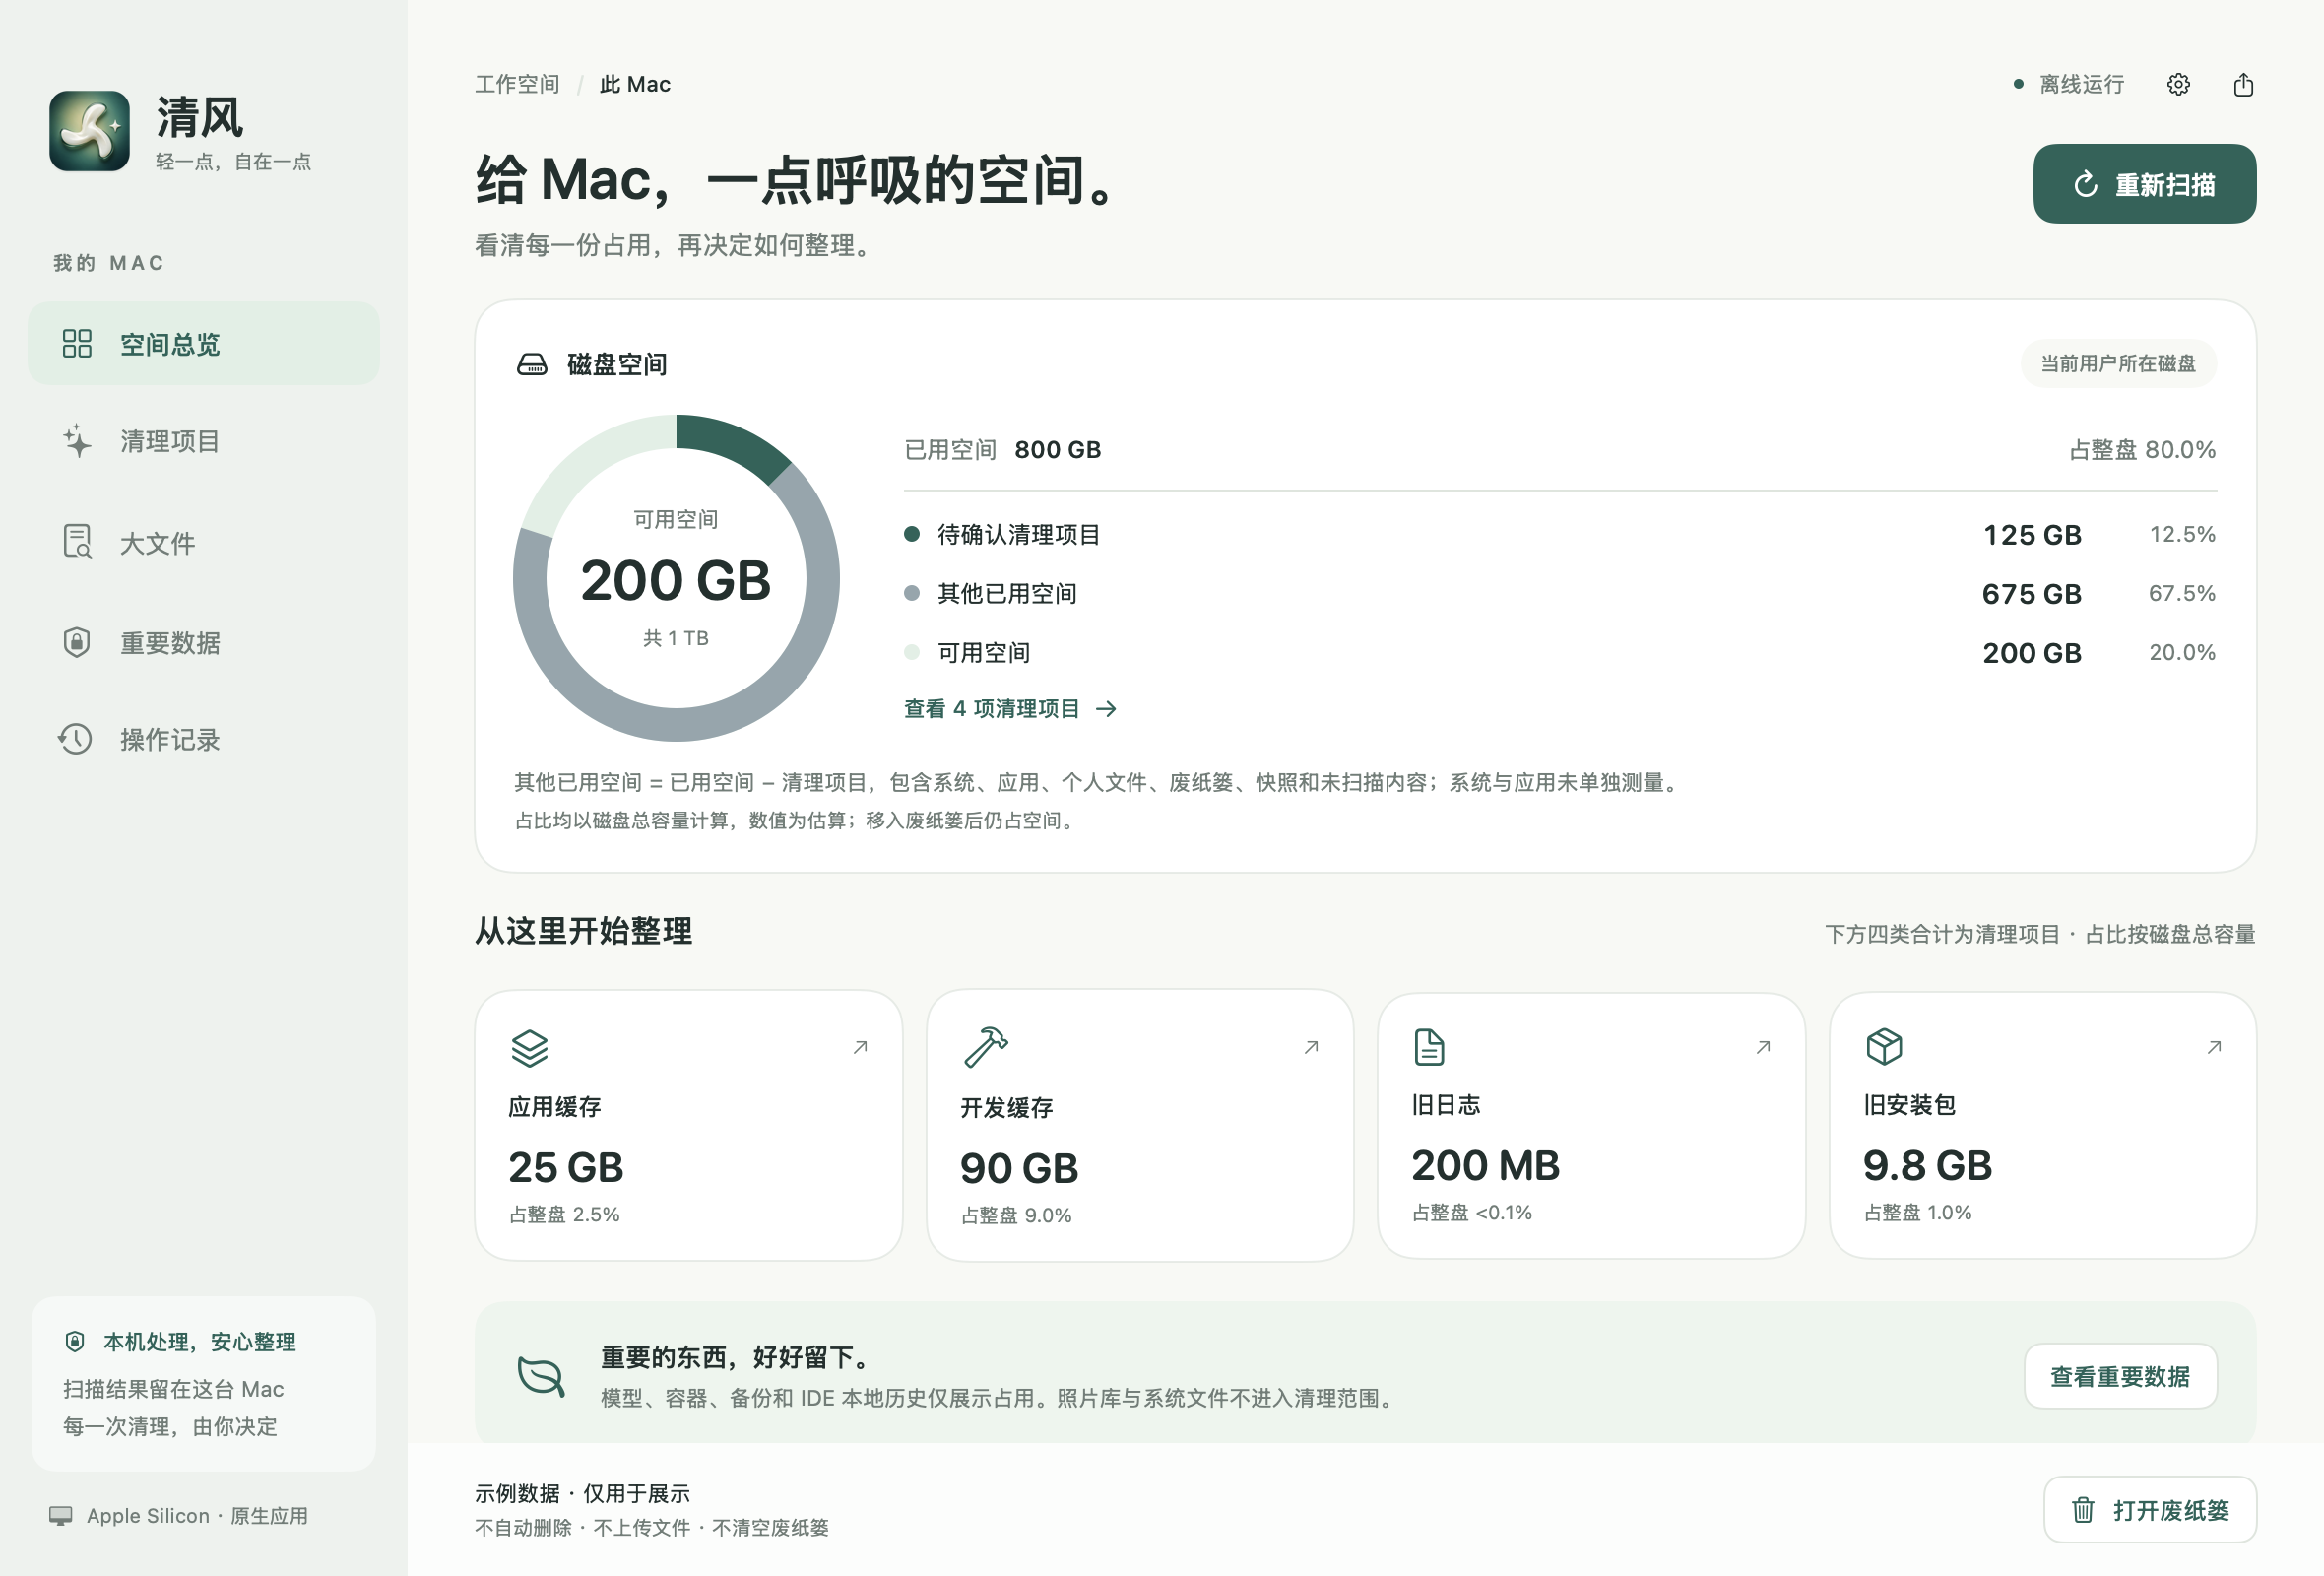 清风
轻一点，自在一点
我的 MAC
空间总览
清理项目
大文件
重要数据
操作记录
本机处理，安心整理
扫描结果留在这台 Mac
每一次清理，由你决定
Apple Silicon · 原生应用
工作空间 / 此 Mac
离线运行
给 Mac，一点呼吸的空间。
重新扫描
看清每一份占用，再决定如何整理。
磁盘空间
当前用户所在磁盘
可用空间
200 GB
共 1 TB
已用空间 800 GB
占整盘 80.0%
待确认清理项目 125 GB 12.5%
其他已用空间 675 GB 67.5%
可用空间 200 GB 20.0%
查看 4 项清理项目 →
其他已用空间 = 已用空间 − 清理项目，包含系统、应用、个人文件、废纸篓、快照和未扫描内容；系统与应用未单独测量。
占比均以磁盘总容量计算，数值为估算；移入废纸篓后仍占空间。
从这里开始整理
下方四类合计为清理项目 · 占比按磁盘总容量
应用缓存
25 GB
占整盘 2.5%
开发缓存
90 GB
占整盘 9.0%
旧日志
200 MB
占整盘 <0.1%
旧安装包
9.8 GB
占整盘 1.0%
重要的东西，好好留下。
模型、容器、备份和 IDE 本地历史仅展示占用。照片库与系统文件不进入清理范围。
查看重要数据
示例数据 · 仅用于展示
不自动删除 · 不上传文件 · 不清空废纸篓
打开废纸篓